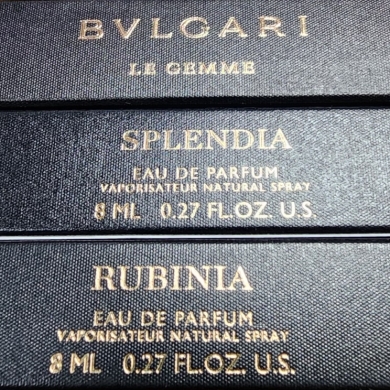 BVLGARI
LE GEMME
SPLENDIA
EAU DE PARFUM
VAPORISATEUR NATURAL SPRAY
8 ML 0.27 FL.OZ. U.S.
RUBINIA
EAU DE PARFUM
VAPORISATEUR NATURAL SPRAY
8 ML 0.27 FL.OZ. U.S.